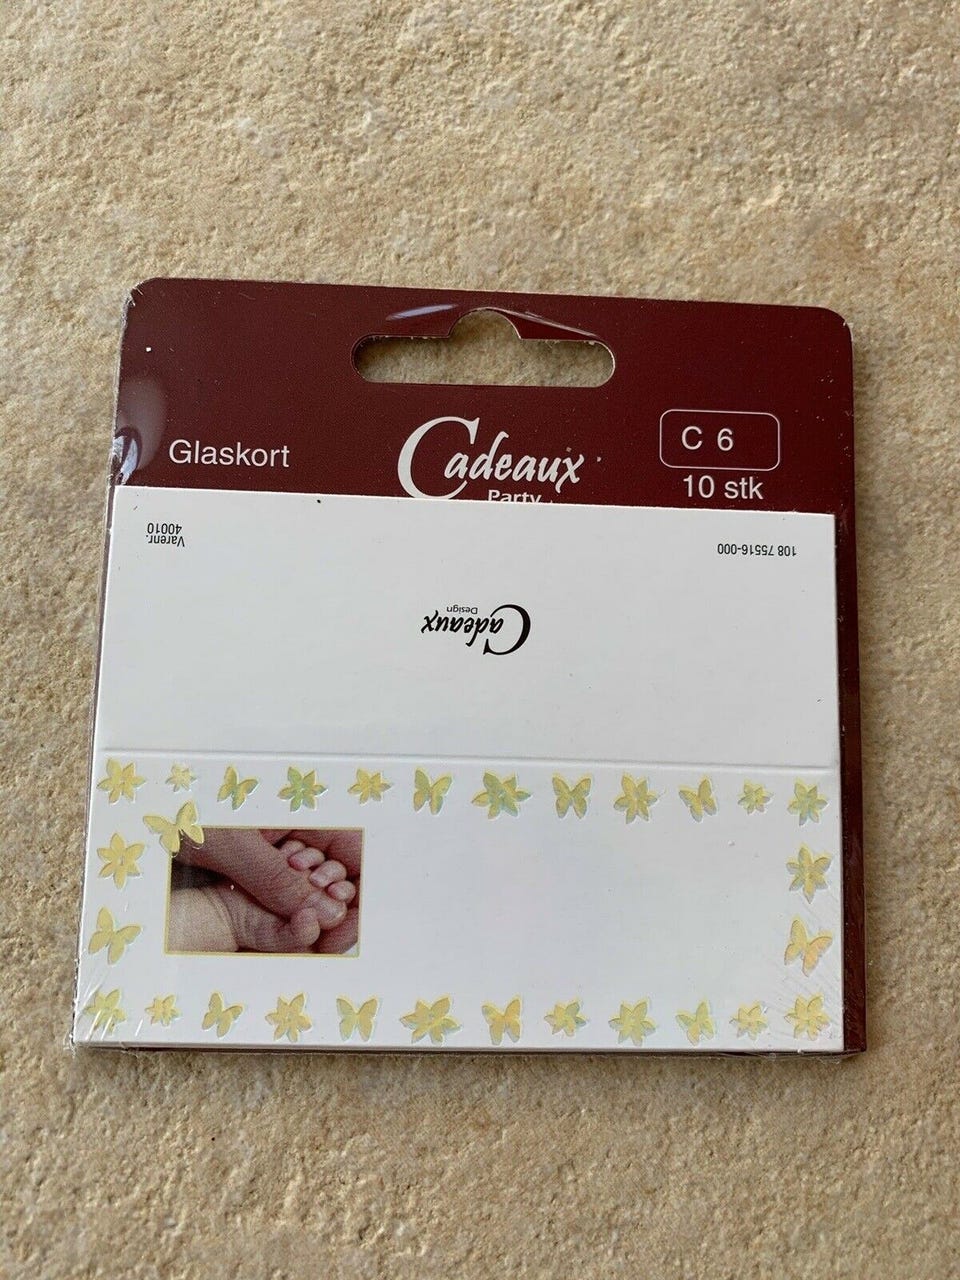 Glaskort
Cadeaux
Party
C 6
10 stk
Varenr.
40010
108 75516-000
Cadeaux
Design